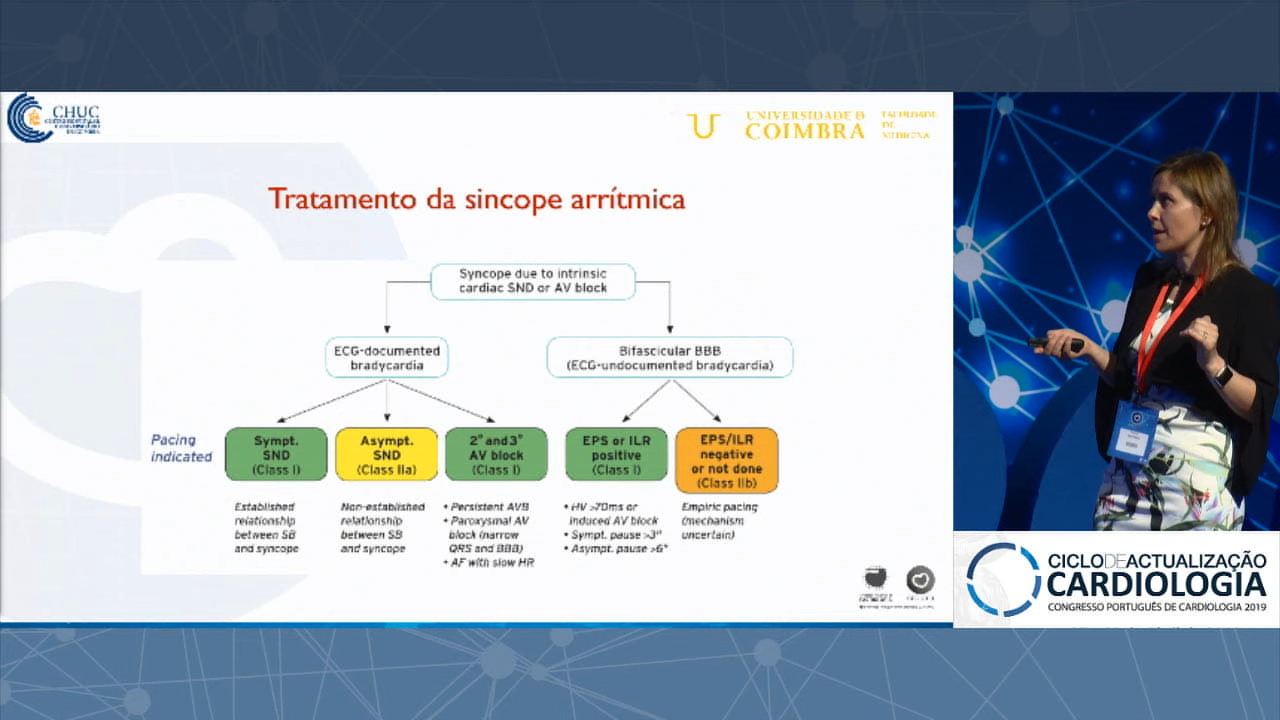 CHUC
UNIVERSIDADE D
COIMBRA
FACULDADE
DE
MEDICINA
Tratamento da sincope arrítmica
Syncope due to intrinsic
cardiac SND or AV block
ECG-documented
bradycardia
Bifascicular BBB
(ECG-undocumented bradycardia)
Pacing
indicated
Sympt.
SND
(Class I)
Asympt.
SND
(Class IIa)
2° and 3°
AV block
(Class I)
EPS or ILR
positive
(Class I)
EPS/ILR
negative
or not done
(Class IIb)
Established
relationship
between SB
and syncope
Non-established
relationship
between SB
and syncope
• Persistent AVB
• Paroxysmal AV
block (narrow
QRS and BBB)
• AF with slow HR
• HV >70ms or
induced AV block
• Sympt. pause >3"
• Asympt. pause >6"
Empiric pacing
(mechanism
uncertain)
CICLODEACTUALIZAÇÃO
CARDIOLOGIA
CONGRESSO PORTUGUÊS DE CARDIOLOGIA 2019